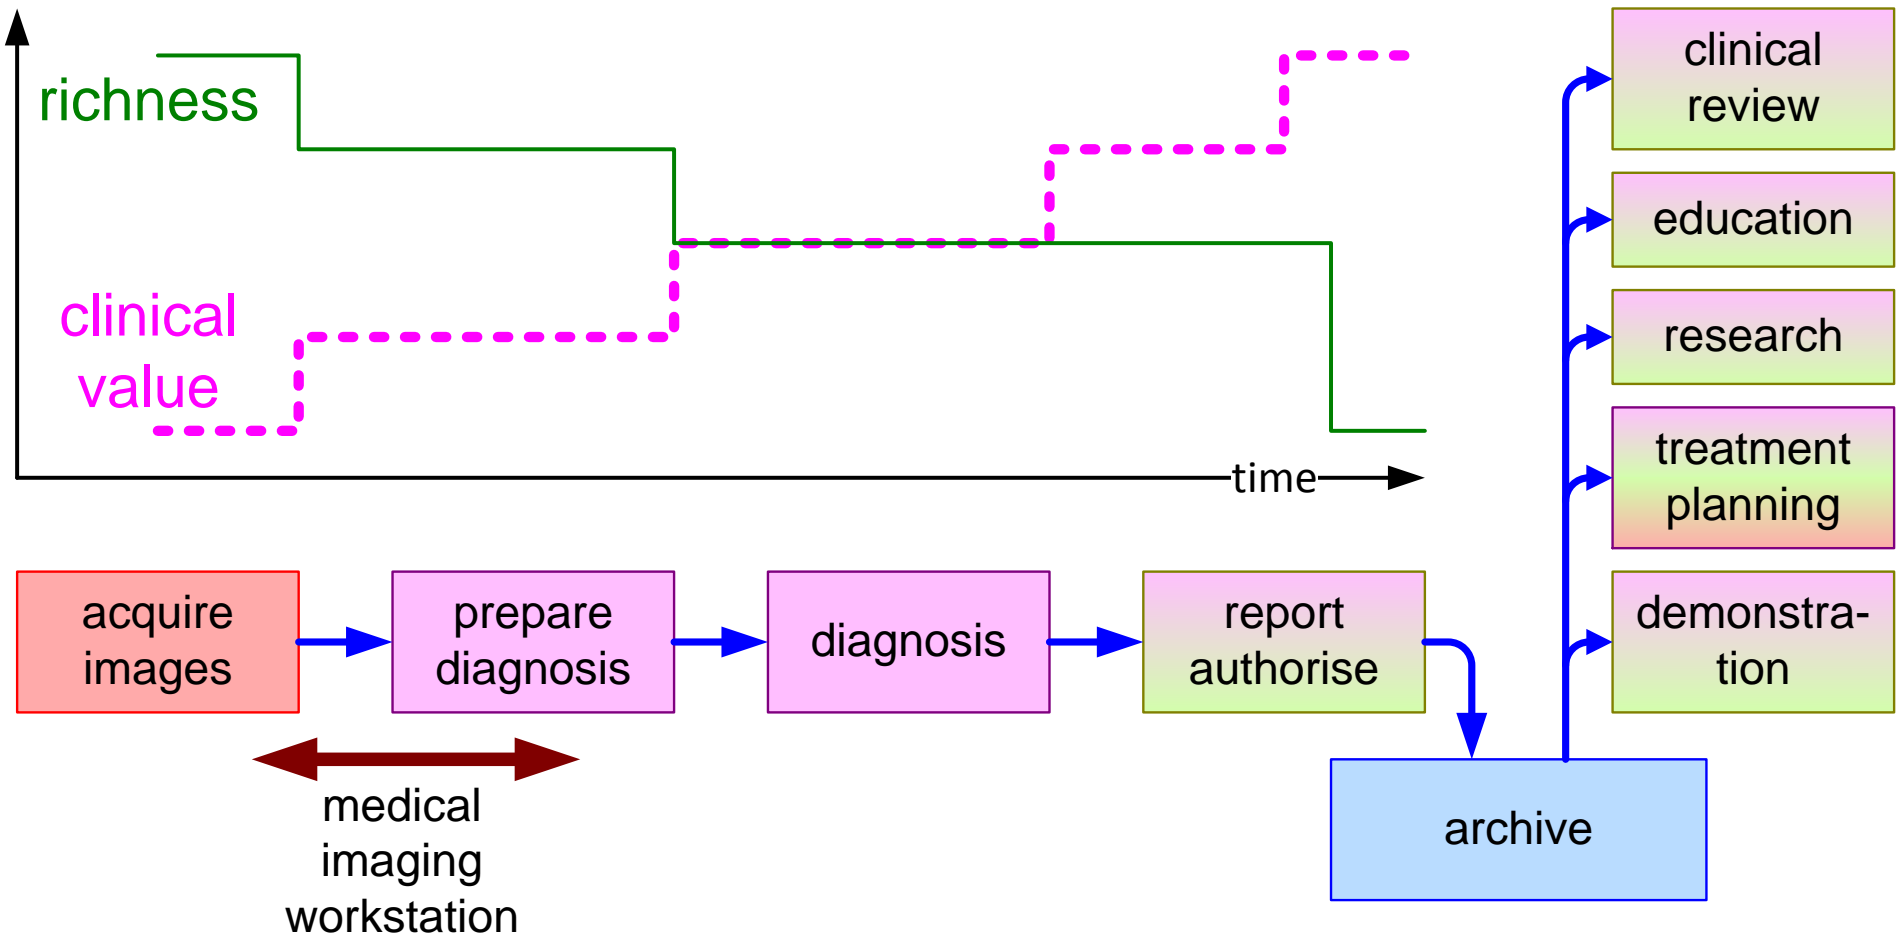 richness
clinical
value
time
acquire
images
prepare
diagnosis
diagnosis
report
authorise
medical
imaging
workstation
archive
clinical
review
education
research
treatment
planning
demonstra-
tion